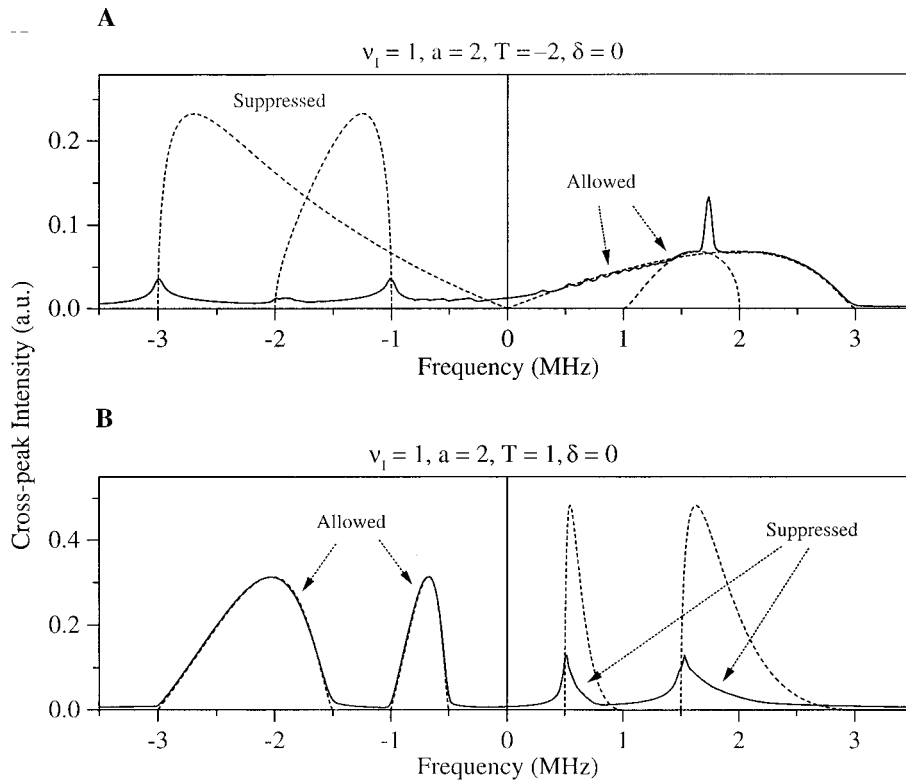 A
ν_I = 1, a = 2, T = –2, δ = 0
Suppressed
Allowed
0.2
0.1
0.0
-3 -2 -1 0 1 2 3
Frequency (MHz)
Cross-peak Intensity (a.u.)
B
ν_I = 1, a = 2, T = 1, δ = 0
Allowed
Suppressed
0.4
0.2
0.0
-3 -2 -1 0 1 2 3
Frequency (MHz)